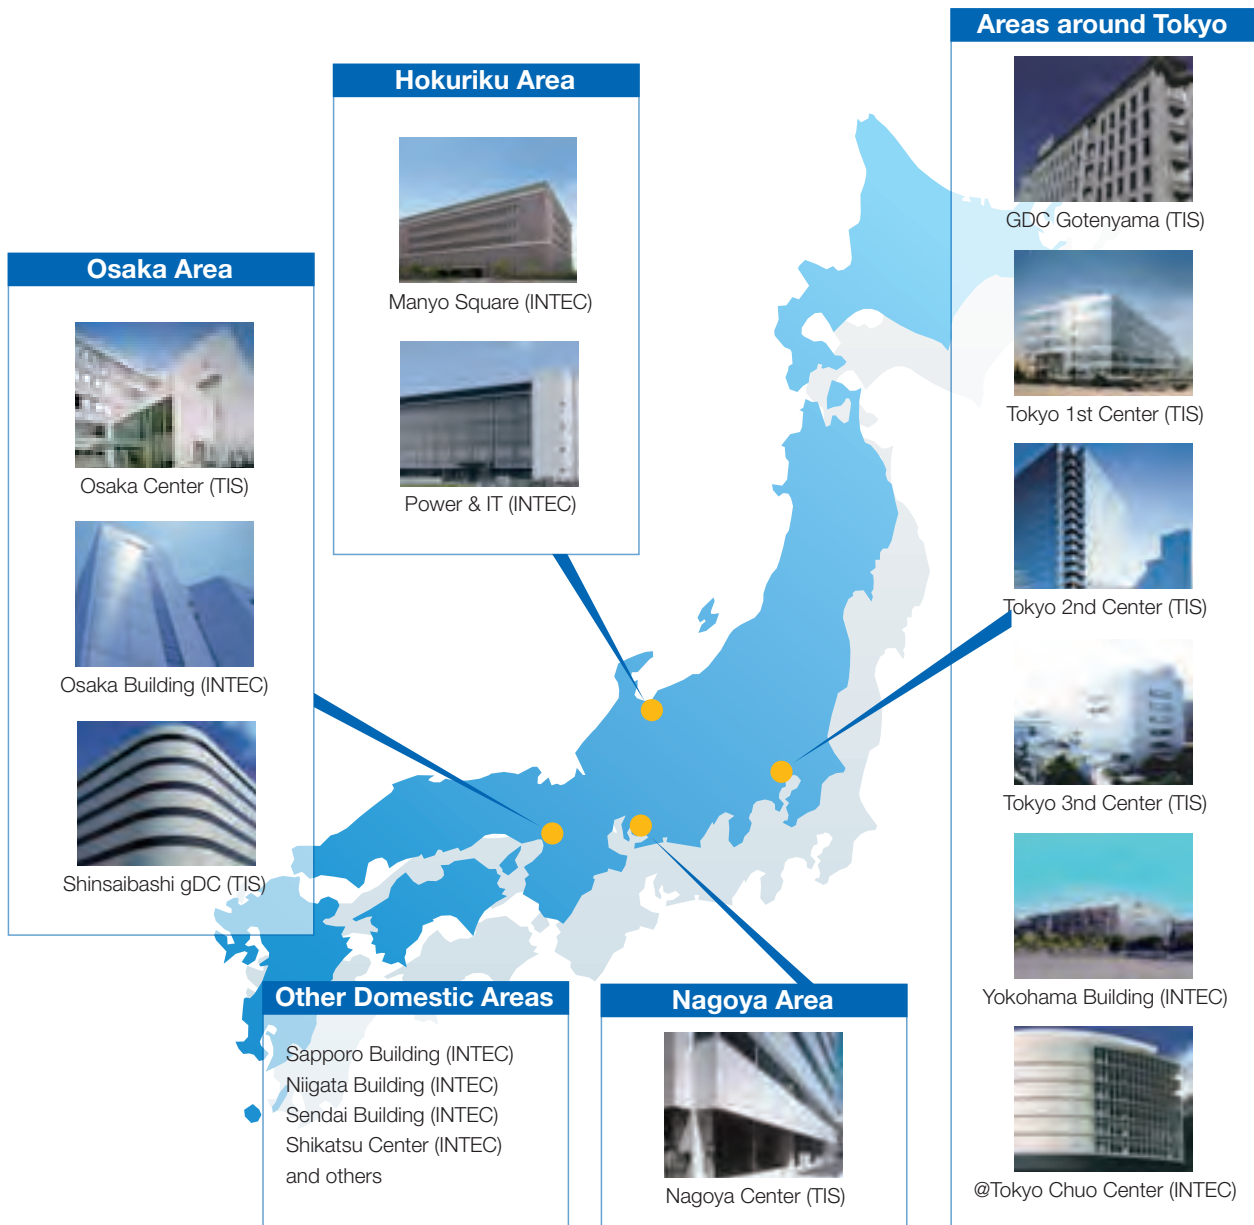 Areas around Tokyo
GDC Gotenyama (TIS)
Tokyo 1st Center (TIS)
Tokyo 2nd Center (TIS)
Tokyo 3nd Center (TIS)
Yokohama Building (INTEC)
@Tokyo Chuo Center (INTEC)
Hokuriku Area
Manyo Square (INTEC)
Power & IT (INTEC)
Osaka Area
Osaka Center (TIS)
Osaka Building (INTEC)
Shinsaibashi gDC (TIS)
Other Domestic Areas
Sapporo Building (INTEC)
Niigata Building (INTEC)
Sendai Building (INTEC)
Shikatsu Center (INTEC)
and others
Nagoya Area
Nagoya Center (TIS)